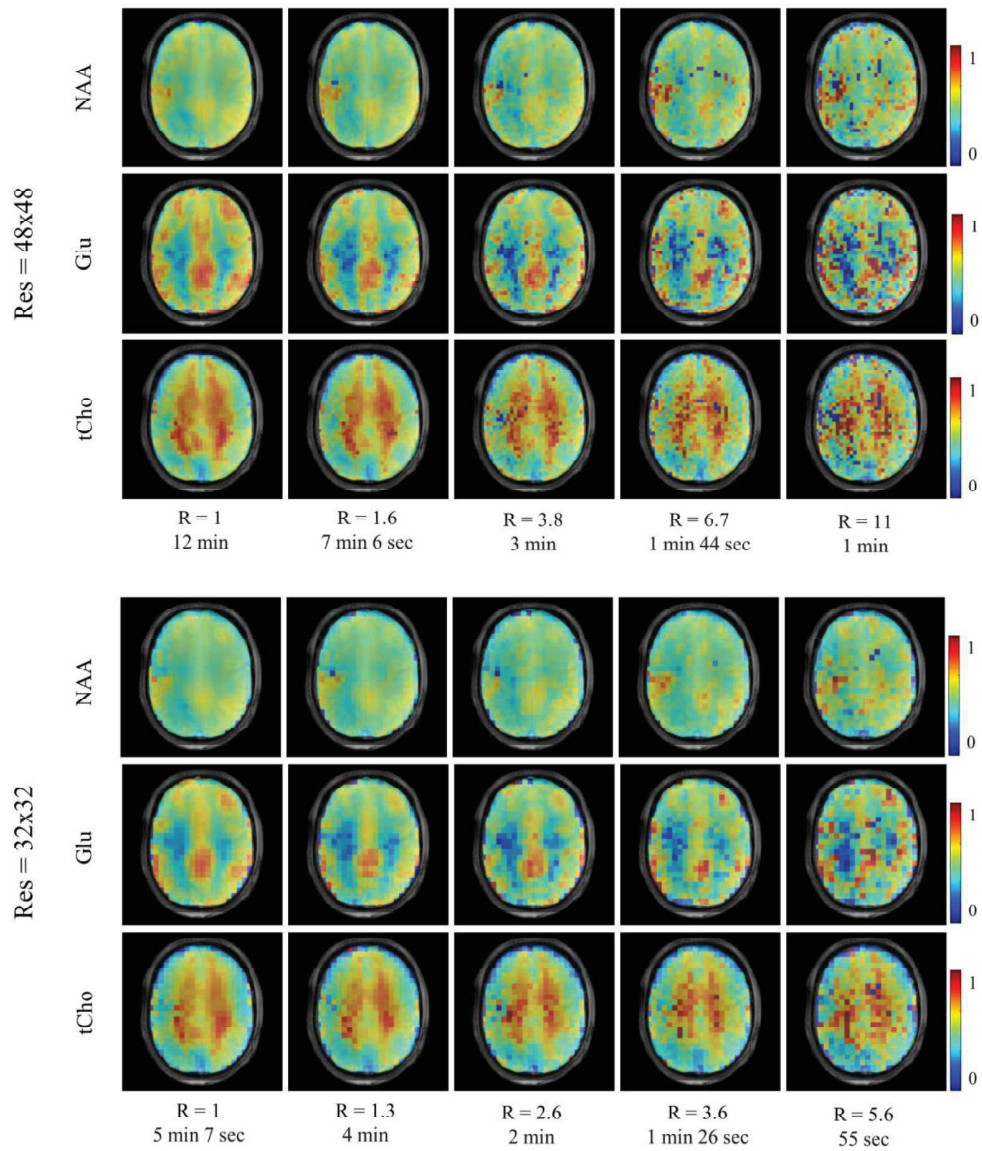 Res = 48x48
NAA
1
0
Glu
1
0
tCho
1
0
R = 1
12 min
R = 1.6
7 min 6 sec
R = 3.8
3 min
R = 6.7
1 min 44 sec
R = 11
1 min
Res = 32x32
NAA
1
0
Glu
1
0
tCho
1
0
R = 1
5 min 7 sec
R = 1.3
4 min
R = 2.6
2 min
R = 3.6
1 min 26 sec
R = 5.6
55 sec